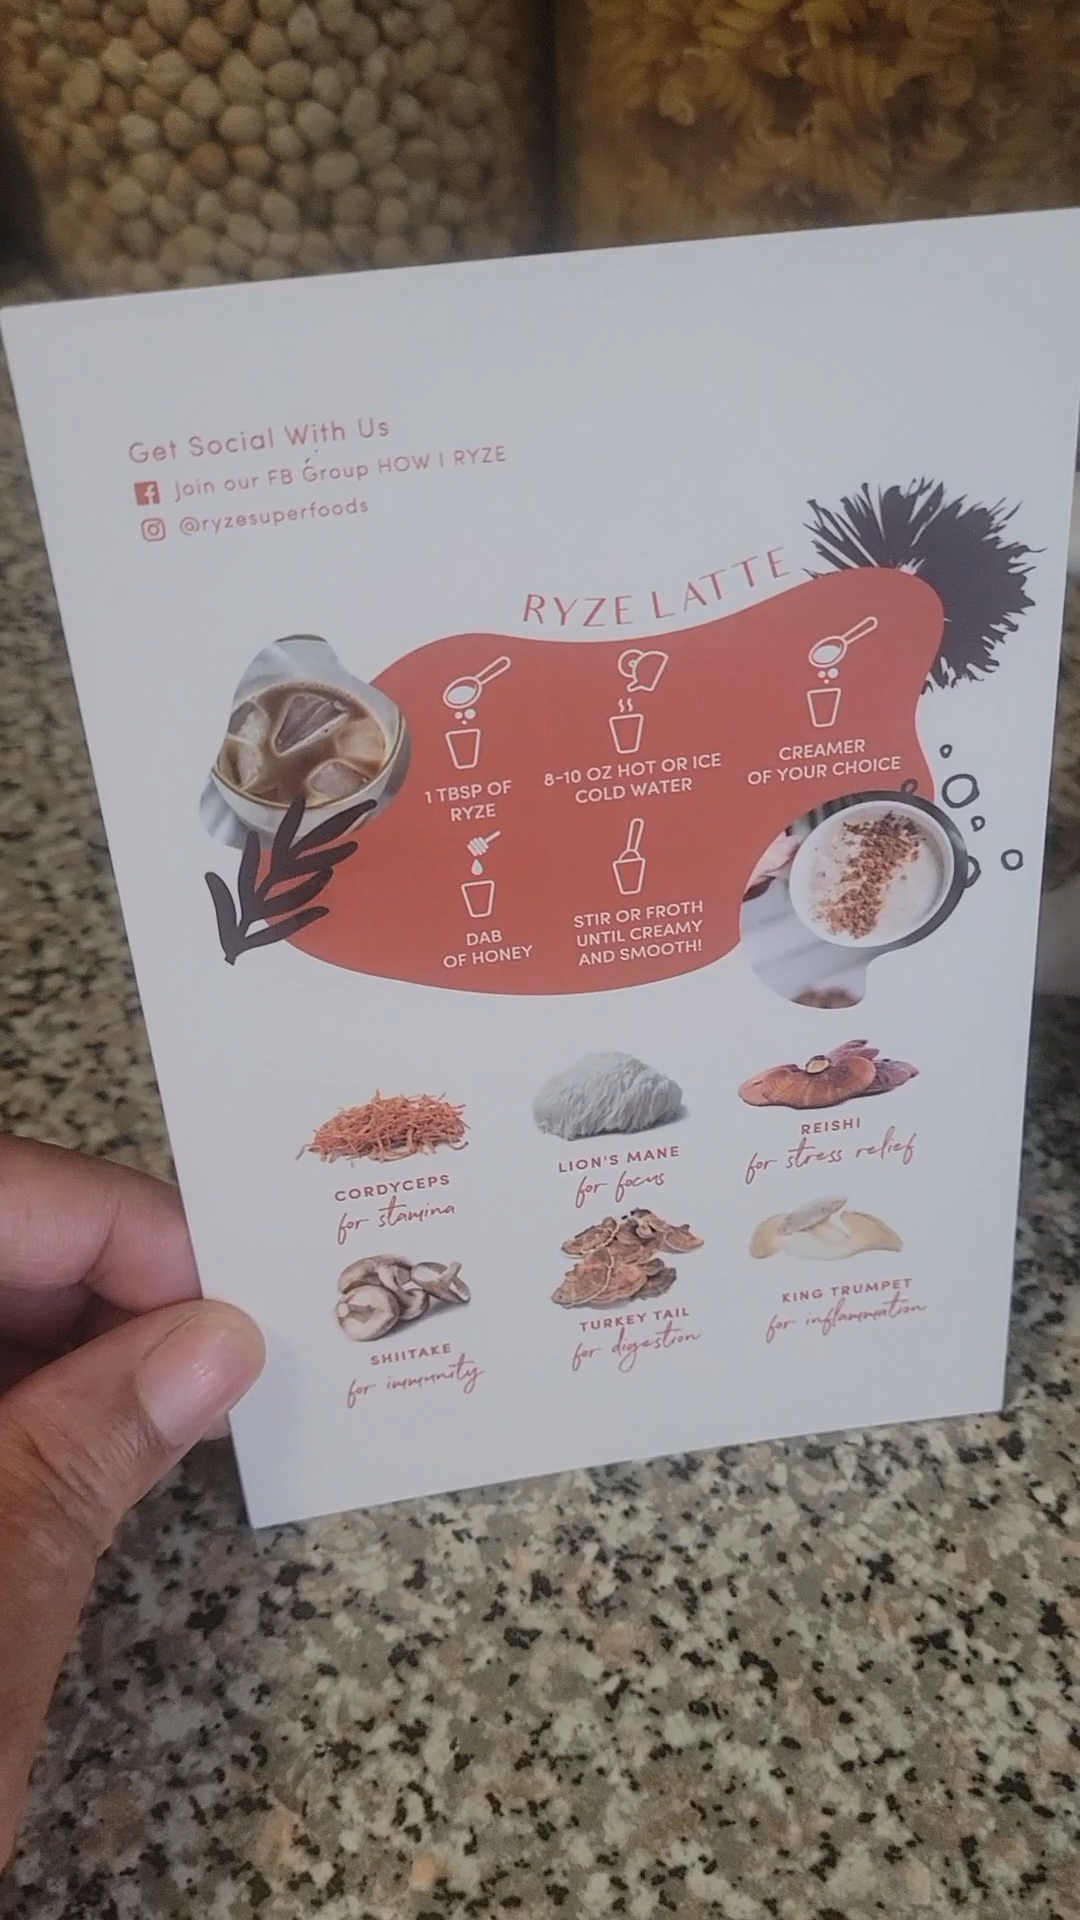 Get Social With Us
Join our FB Group HOW I RYZE
@ryzesuperfoods
RYZE LATTE
1 TBSP OF
RYZE
8-10 OZ HOT OR ICE
COLD WATER
CREAMER
OF YOUR CHOICE
DAB
OF HONEY
STIR OR FROTH
UNTIL CREAMY
AND SMOOTH!
CORDYCEPS
for stamina
LION'S MANE
for focus
REISHI
for stress relief
SHIITAKE
for immunity
TURKEY TAIL
for digestion
KING TRUMPET
for inflammation